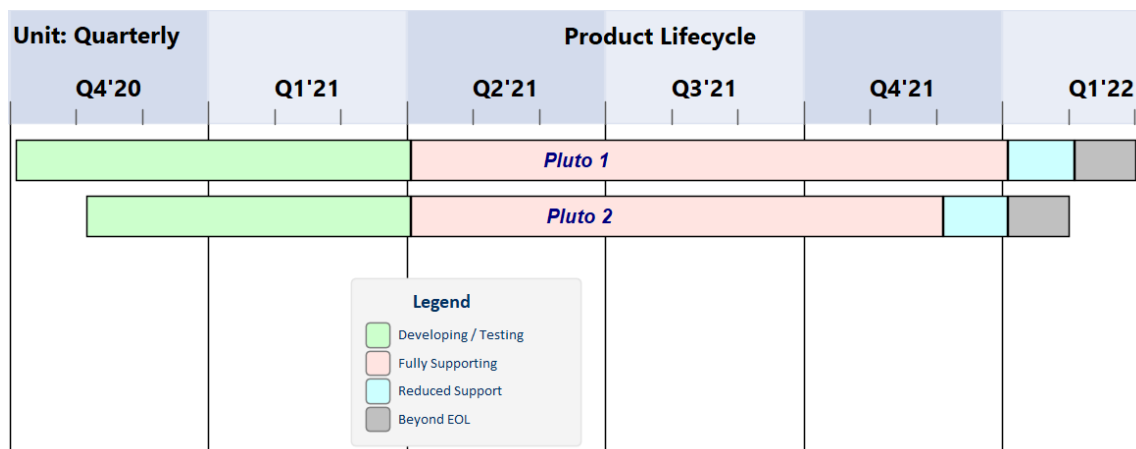 Unit: Quarterly
Product Lifecycle
Q4'20
Q1'21
Q2'21
Q3'21
Q4'21
Q1'22
Pluto 1
Pluto 2
Legend
Developing / Testing
Fully Supporting
Reduced Support
Beyond EOL